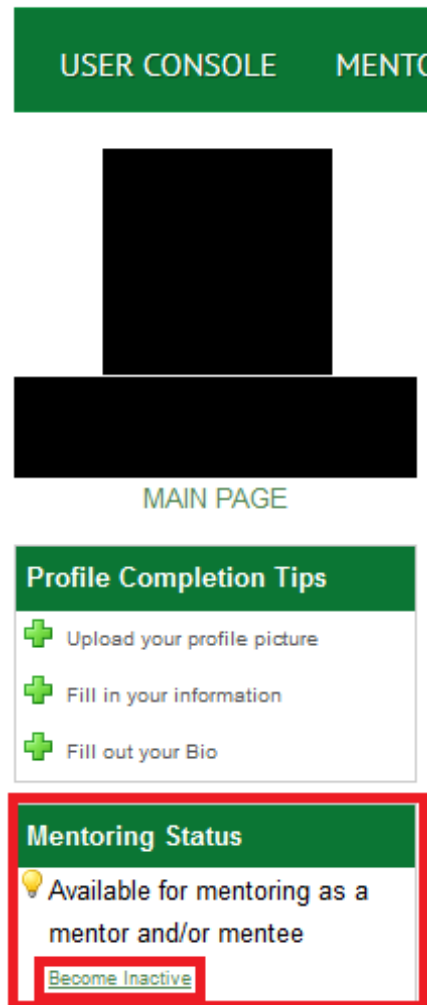 USER CONSOLE MENTO
MAIN PAGE
Profile Completion Tips
Upload your profile picture
Fill in your information
Fill out your Bio
Mentoring Status
Available for mentoring as a
mentor and/or mentee
Become Inactive